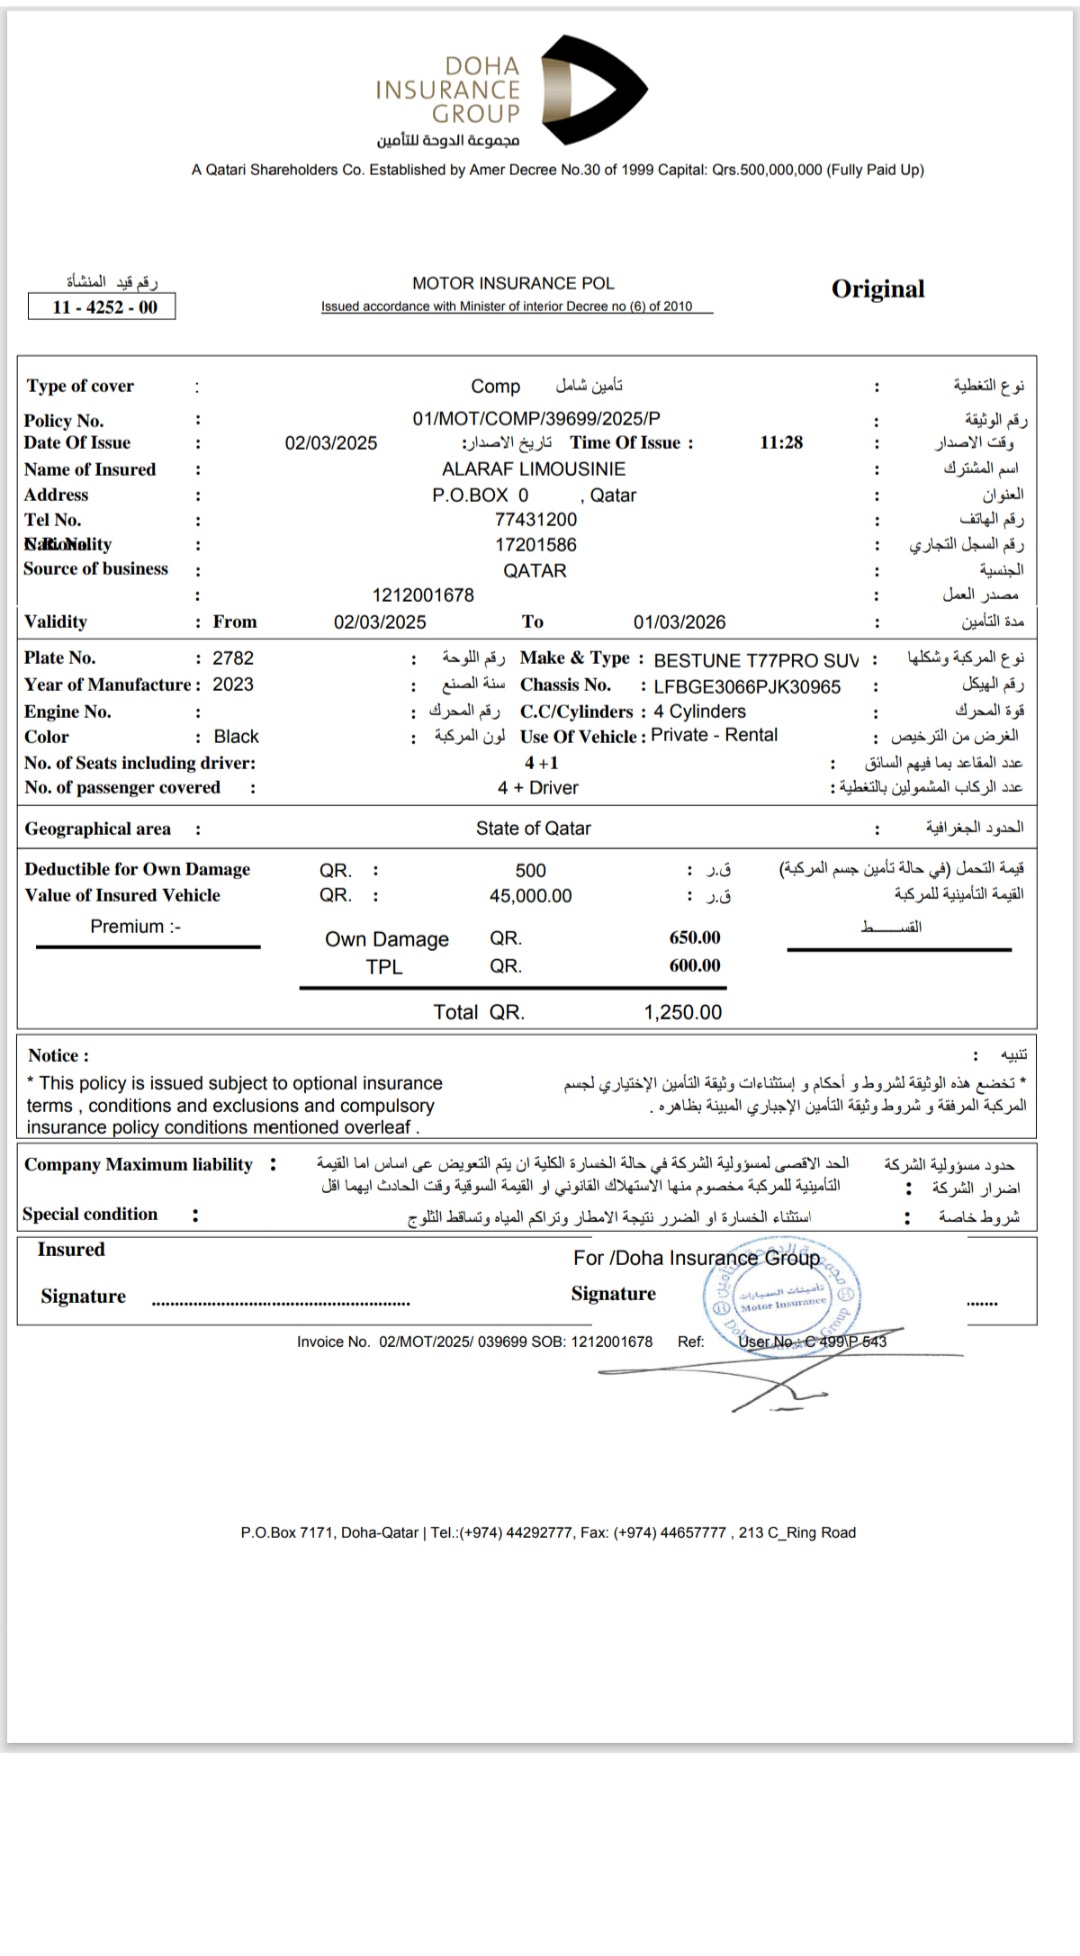 DOHA
INSURANCE
GROUP
مجموعة الدوحة للتأمين
A Qatari Shareholders Co. Established by Amer Decree No.30 of 1999 Capital: Qrs.500,000,000 (Fully Paid Up)
رقم قيد المنشأة
11 - 4252 - 00
MOTOR INSURANCE POL
Issued accordance with Minister of interior Decree no (6) of 2010
Original
Type of cover : Comp تأمين شامل : نوع التغطية
Policy No. : 01/MOT/COMP/39699/2025/P : رقم الوثيقة
Date Of Issue : 02/03/2025 تاريخ الاصدار: Time Of Issue : 11:28 : وقت الاصدار
Name of Insured : ALARAF LIMOUSINIE : اسم المشترك
Address : P.O.BOX 0 , Qatar : العنوان
Tel No. : 77431200 : رقم الهاتف
: 17201586 : رقم السجل التجاري
Source of business : QATAR : الجنسية
: 1212001678 : مصدر العمل
Validity : From 02/03/2025 To 01/03/2026 : مدة التأمين
Plate No. : 2782 : رقم اللوحة Make & Type : BESTUNE T77PRO SUV : نوع المركبة وشكلها
Year of Manufacture : 2023 : سنة الصنع Chassis No. : LFBGE3066PJK30965 : رقم الهيكل
Engine No. : : رقم المحرك C.C/Cylinders : 4 Cylinders : قوة المحرك
Color : Black : لون المركبة Use Of Vehicle : Private - Rental : الغرض من الترخيص
No. of Seats including driver: 4 +1 : عدد المقاعد بما فيهم السائق
No. of passenger covered : 4 + Driver : عدد الركاب المشمولين بالتغطية
Geographical area : State of Qatar : الحدود الجغرافية
Deductible for Own Damage QR. : 500 : ق.ر قيمة التحمل (في حالة تأمين جسم المركبة)
Value of Insured Vehicle QR. : 45,000.00 : ق.ر القيمة التأمينية للمركبة
Premium :- القســـــط
Own Damage QR. 650.00
TPL QR. 600.00
Total QR. 1,250.00
Notice : : تنبيه
* This policy is issued subject to optional insurance
terms , conditions and exclusions and compulsory
insurance policy conditions mentioned overleaf .
* تخضع هذه الوثيقة لشروط و أحكام و إستثناءات وثيقة التأمين الإختياري لجسم
المركبة المرفقة و شروط وثيقة التأمين الإجباري المبينة بظاهره .
Company Maximum liability : الحد الاقصى لمسؤولية الشركة في حالة الخسارة الكلية ان يتم التعويض عى اساس اما القيمة حدود مسؤولية الشركة
التأمينية للمركبة مخصوم منها الاستهلاك القانوني او القيمة السوقية وقت الحادث ايهما اقل : اضرار الشركة
Special condition : استثناء الخسارة او الضرر نتيجة الامطار وتراكم المياه وتساقط الثلوج : شروط خاصة
Insured For /Doha Insurance Group
Signature ........................................................ Signature .......
مجموعة الدوحة للتأمين
تأمينات السيارات
Motor Insurance
Doha Insurance Group
Invoice No. 02/MOT/2025/ 039699 SOB: 1212001678 Ref: User No : C 499\P 543
P.O.Box 7171, Doha-Qatar | Tel.:(+974) 44292777, Fax: (+974) 44657777 , 213 C_Ring Road